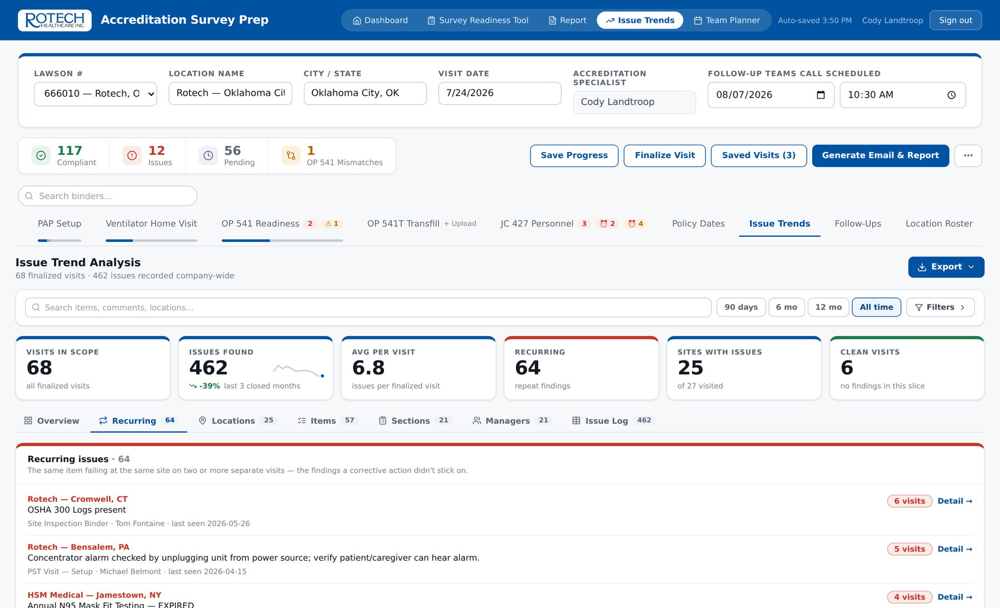 ROTECH
HEALTHCARE INC.
Accreditation Survey Prep
Dashboard
Survey Readiness Tool
Report
Issue Trends
Team Planner
Auto-saved 3:50 PM
Cody Landtroop
Sign out
LAWSON #
LOCATION NAME
CITY / STATE
VISIT DATE
ACCREDITATION
SPECIALIST
FOLLOW-UP TEAMS CALL SCHEDULED
666010 — Rotech, O
Rotech — Oklahoma Cit
Oklahoma City, OK
7/24/2026
Cody Landtroop
08/07/2026
10:30 AM
117
Compliant
12
Issues
56
Pending
1
OP 541 Mismatches
Save Progress
Finalize Visit
Saved Visits (3)
Generate Email & Report
···
Search binders...
PAP Setup
Ventilator Home Visit
OP 541 Readiness 2 ⚠ 1
OP 541T Transfill + Upload
JC 427 Personnel 3 ⏰ 2 ⏰ 4
Policy Dates
Issue Trends
Follow-Ups
Location Roster
Issue Trend Analysis
68 finalized visits · 462 issues recorded company-wide
Export
Search items, comments, locations...
90 days
6 mo
12 mo
All time
Filters
VISITS IN SCOPE
68
all finalized visits
ISSUES FOUND
462
-39% last 3 closed months
AVG PER VISIT
6.8
issues per finalized visit
RECURRING
64
repeat findings
SITES WITH ISSUES
25
of 27 visited
CLEAN VISITS
6
no findings in this slice
Overview
Recurring 64
Locations 25
Items 57
Sections 21
Managers 21
Issue Log 462
Recurring issues · 64
The same item failing at the same site on two or more separate visits — the findings a corrective action didn't stick on.
Rotech — Cromwell, CT
OSHA 300 Logs present
Site Inspection Binder · Tom Fontaine · last seen 2026-05-26
6 visits
Detail →
Rotech — Bensalem, PA
Concentrator alarm checked by unplugging unit from power source; verify patient/caregiver can hear alarm.
PST Visit — Setup · Michael Belmont · last seen 2026-04-15
5 visits
Detail →
HSM Medical — Jamestown, NY
Annual N95 Mask Fit Testing — EXPIRED
4 visits
Detail →